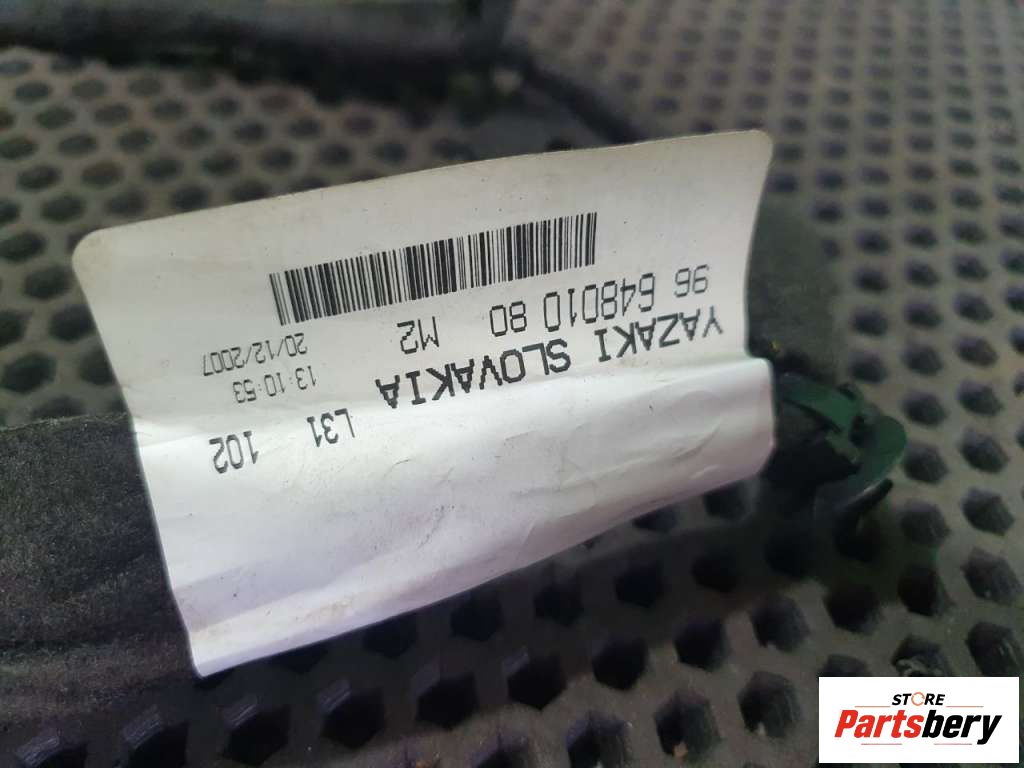 YAZAKI SLOVAKIA
L31 102
96 648010 80 M2
13:10:53
20/12/2007
STORE
Partsbery